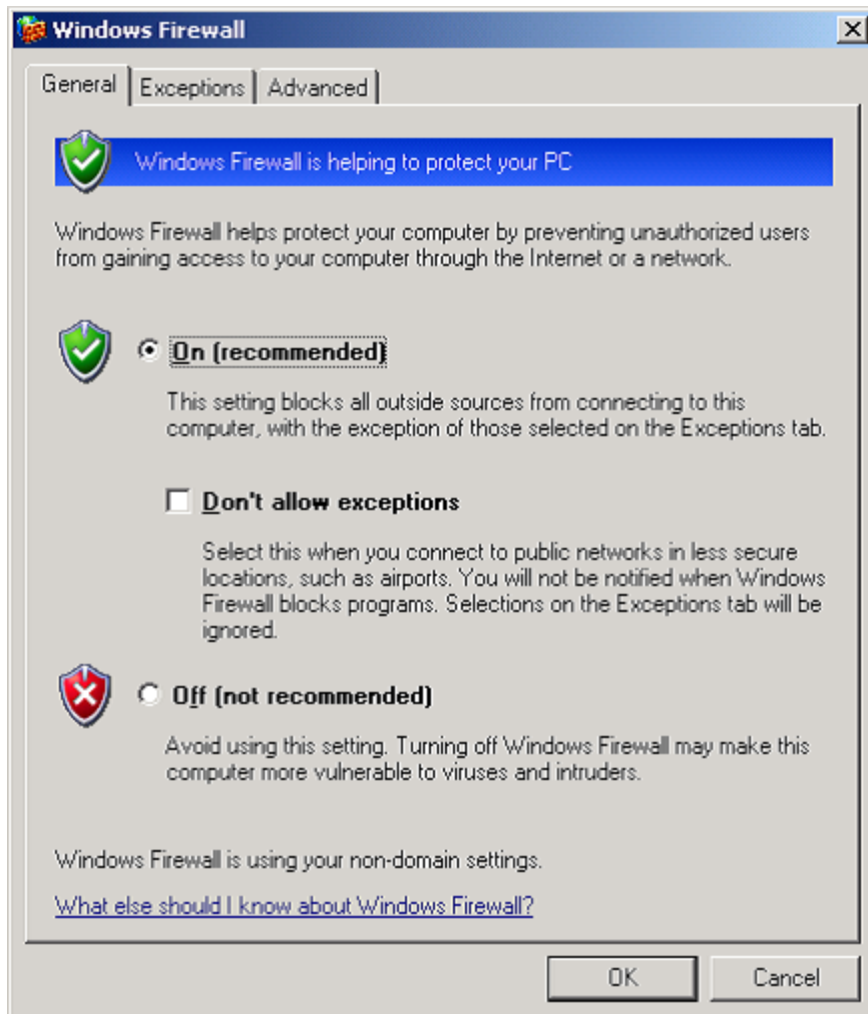 Windows Firewall
General
Exceptions
Advanced
Windows Firewall is helping to protect your PC
Windows Firewall helps protect your computer by preventing unauthorized users
from gaining access to your computer through the Internet or a network.
On (recommended)
This setting blocks all outside sources from connecting to this
computer, with the exception of those selected on the Exceptions tab.
Don't allow exceptions
Select this when you connect to public networks in less secure
locations, such as airports. You will not be notified when Windows
Firewall blocks programs. Selections on the Exceptions tab will be
ignored.
Off (not recommended)
Avoid using this setting. Turning off Windows Firewall may make this
computer more vulnerable to viruses and intruders.
Windows Firewall is using your non-domain settings.
What else should I know about Windows Firewall?
OK
Cancel